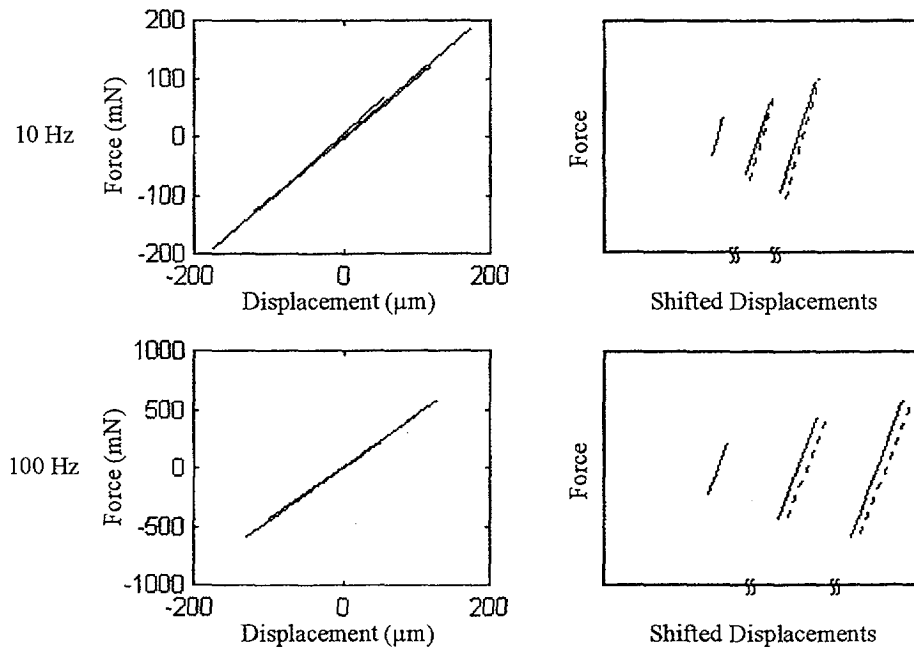 10 Hz
Force (mN)
200
100
0
-100
-200
-200
0
200
Displacement (µm)
Force
Shifted Displacements
100 Hz
Force (mN)
1000
500
0
-500
-1000
-200
0
200
Displacement (µm)
Force
Shifted Displacements